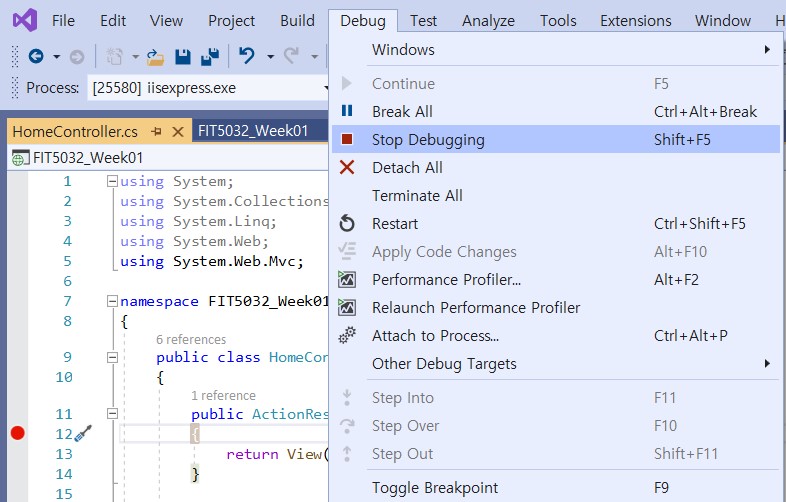 File Edit View Project Build Debug Test Analyze Tools Extensions Window H
Process: [25580] iisexpress.exe
HomeController.cs FIT5032_Week01
FIT5032_Week01
1 using System;
2 using System.Collections
3 using System.Linq;
4 using System.Web;
5 using System.Web.Mvc;
6
7 namespace FIT5032_Week01
8 {
6 references
9 public class HomeCon
10 {
1 reference
11 public ActionRes
12 {
13 return View(
14 }
15
Windows
Continue F5
Break All Ctrl+Alt+Break
Stop Debugging Shift+F5
Detach All
Terminate All
Restart Ctrl+Shift+F5
Apply Code Changes Alt+F10
Performance Profiler... Alt+F2
Relaunch Performance Profiler
Attach to Process... Ctrl+Alt+P
Other Debug Targets
Step Into F11
Step Over F10
Step Out Shift+F11
Toggle Breakpoint F9